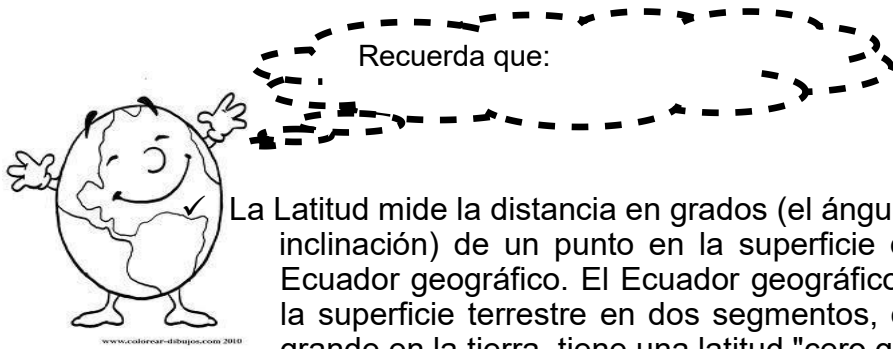 Recuerda que:
La Latitud mide la distancia en grados (el ángu
inclinación) de un punto en la superficie
Ecuador geográfico. El Ecuador geográfico
la superficie terrestre en dos segmentos,
grande en la tierra, tiene una latitud "cero
www.colorear-dibujos.com 2010